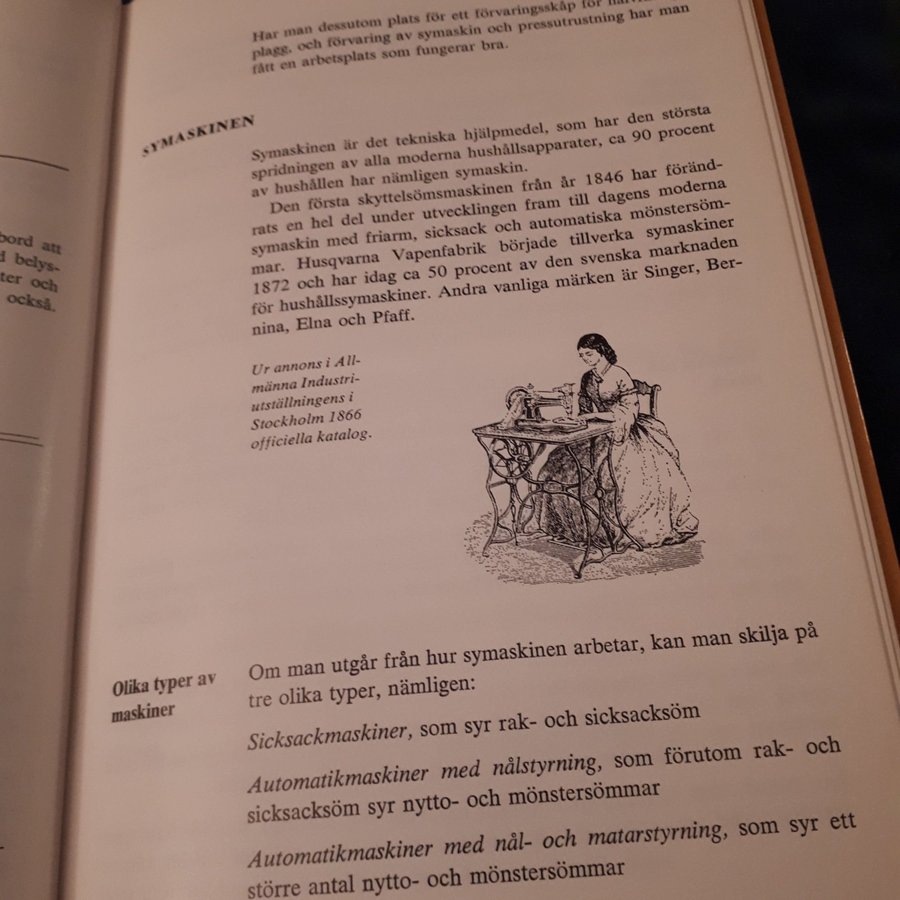 bord att
d belys-
ter och
också.
Har man dessutom plats för ett förvaringsskåp för
plagg, och förvaring av symaskin och pressutrustning har man
fått en arbetsplats som fungerar bra.
SYMASKINEN
Symaskinen är det tekniska hjälpmedel, som har den största
spridningen av alla moderna hushållsapparater, ca 90 procent
av hushållen har nämligen symaskin.
Den första skyttelsömsmaskinen från år 1846 har föränd-
rats en hel del under utvecklingen fram till dagens moderna
symaskin med friarm, sicksack och automatiska mönstersöm-
mar. Husqvarna Vapenfabrik började tillverka symaskiner
1872 och har idag ca 50 procent av den svenska marknaden
för hushållssymaskiner. Andra vanliga märken är Singer, Ber-
nina, Elna och Pfaff.
Ur annons i All-
männa Industri-
utställningens i
Stockholm 1866
officiella katalog.
Olika typer av
maskiner
Om man utgår från hur symaskinen arbetar, kan man skilja på
tre olika typer, nämligen:
Sicksackmaskiner, som syr rak- och sicksacksöm
Automatikmaskiner med nålstyrning, som förutom rak- och
sicksacksöm syr nytto- och mönstersömmar
Automatikmaskiner med nål- och matarstyrning, som syr ett
större antal nytto- och mönstersömmar